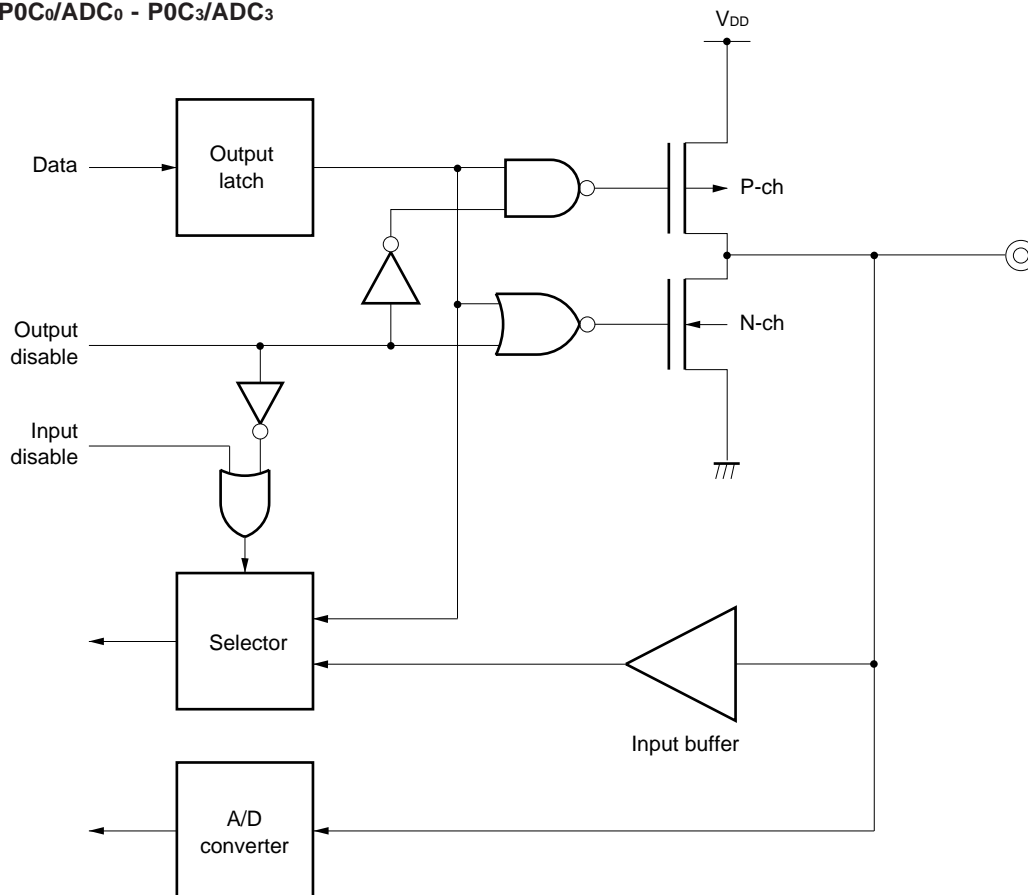 P0C₀/ADC₀ - P0C₃/ADC₃
VDD
Data
Output
latch
P-ch
Output
disable
N-ch
Input
disable
Selector
Input buffer
A/D
converter